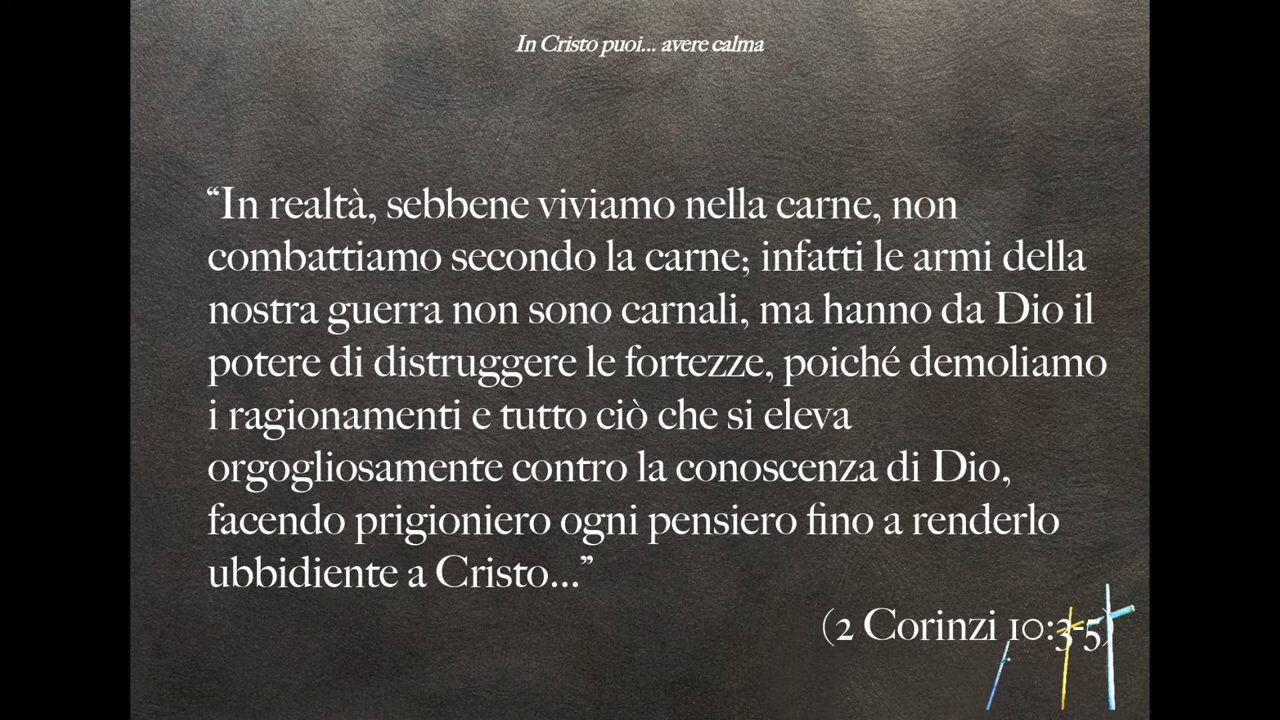 In Cristo puoi... avere calma
“In realtà, sebbene viviamo nella carne, non
combattiamo secondo la carne; infatti le armi della
nostra guerra non sono carnali, ma hanno da Dio il
potere di distruggere le fortezze, poiché demoliamo
i ragionamenti e tutto ciò che si eleva
orgogliosamente contro la conoscenza di Dio,
facendo prigioniero ogni pensiero fino a renderlo
ubbidiente a Cristo...”
(2 Corinzi 10:3-5)